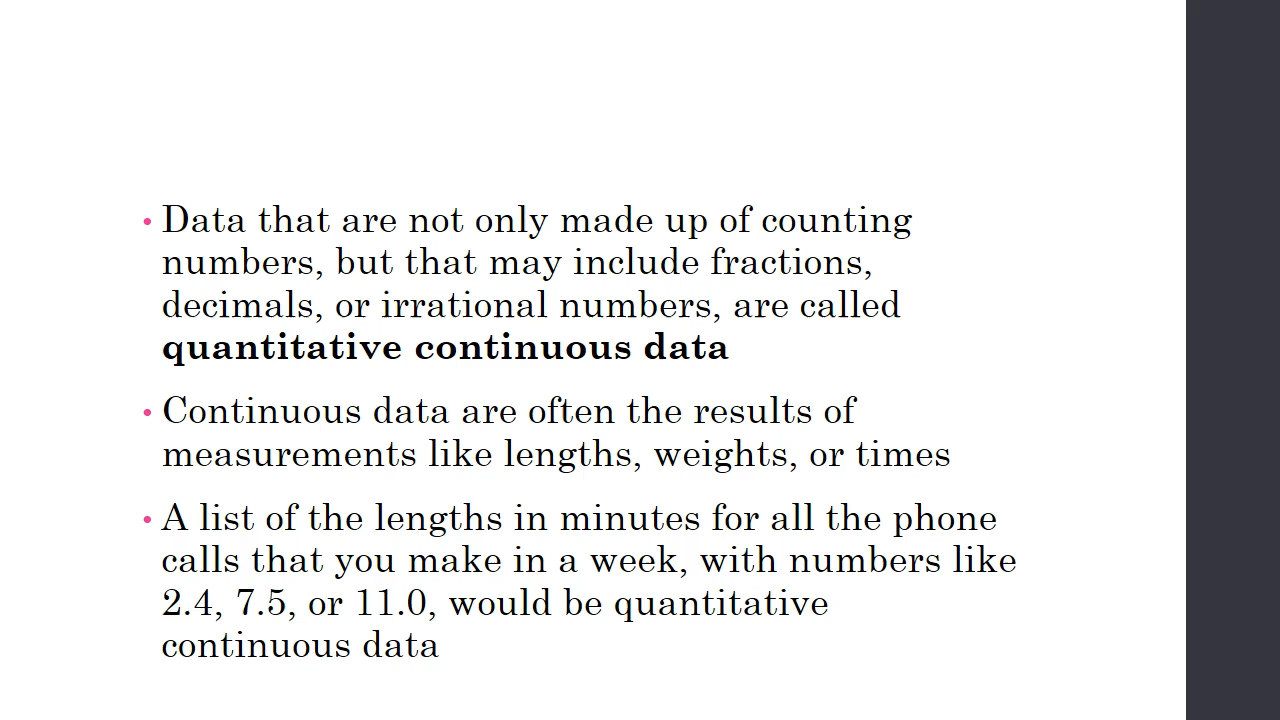 • Data that are not only made up of counting
numbers, but that may include fractions,
decimals, or irrational numbers, are called
quantitative continuous data
• Continuous data are often the results of
measurements like lengths, weights, or times
• A list of the lengths in minutes for all the phone
calls that you make in a week, with numbers like
2.4, 7.5, or 11.0, would be quantitative
continuous data